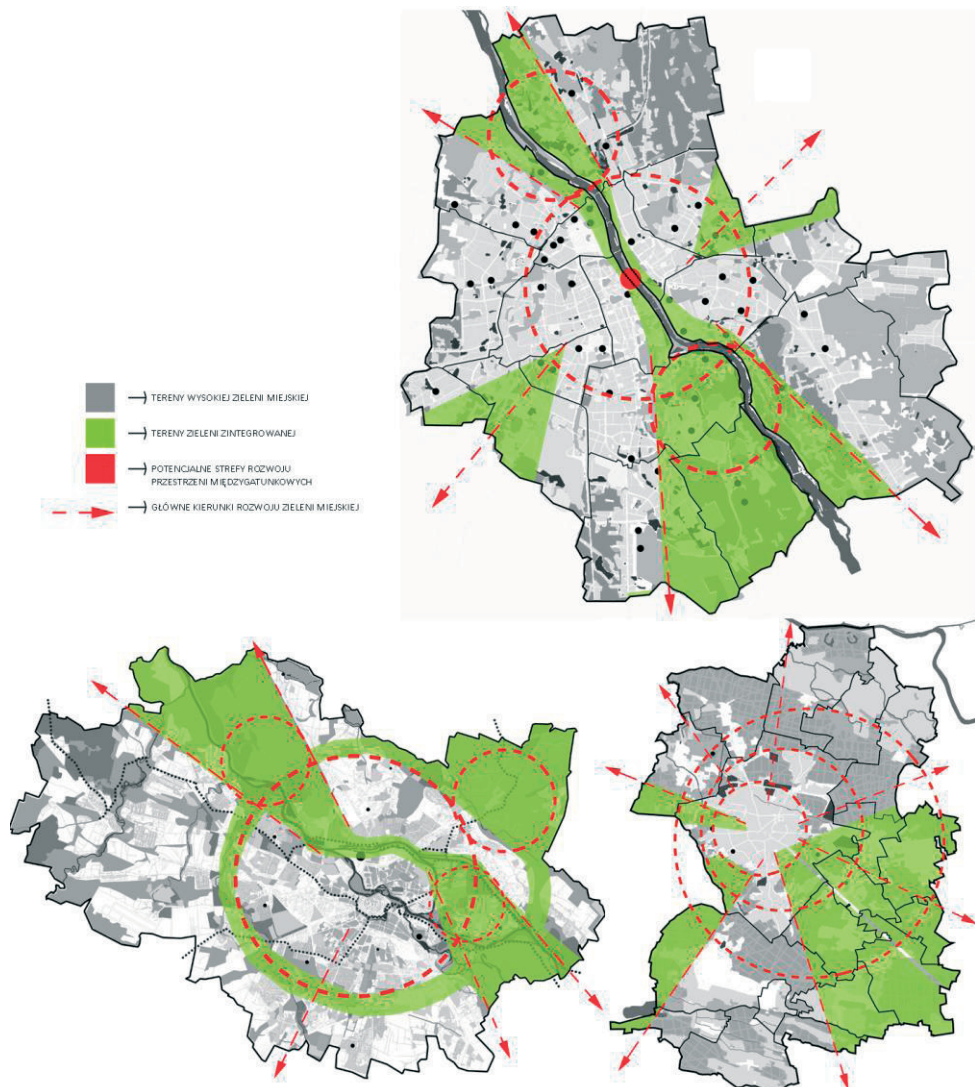 TERENY WYSOKIEJ ZIELENI MIEJSKIEJ
TERENY ZIELENI ZINTEGROWANEJ
POTENCJALNE STREFY ROZWOJU
PRZESTRZENI MIĘDZYGATUNKOWYCH
GŁÓWNE KIERUNKI ROZWOJU ZIELENI MIEJSKIEJ